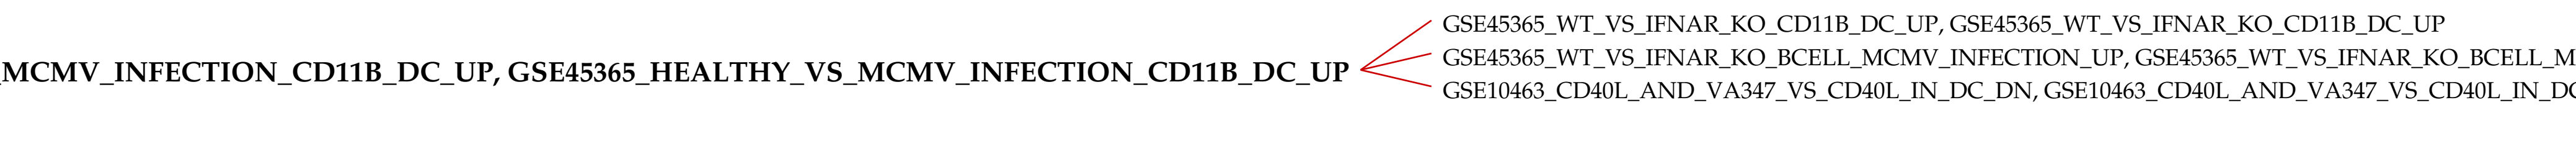 MCMV_INFECTION_CD11B_DC_UP, GSE45365_HEALTHY_VS_MCMV_INFECTION_CD11B_DC_UP
GSE45365_WT_VS_IFNAR_KO_CD11B_DC_UP, GSE45365_WT_VS_IFNAR_KO_CD11B_DC_UP
GSE45365_WT_VS_IFNAR_KO_BCELL_MCMV_INFECTION_UP, GSE45365_WT_VS_IFNAR_KO_BCELL_M
GSE10463_CD40L_AND_VA347_VS_CD40L_IN_DC_DN, GSE10463_CD40L_AND_VA347_VS_CD40L_IN_DC